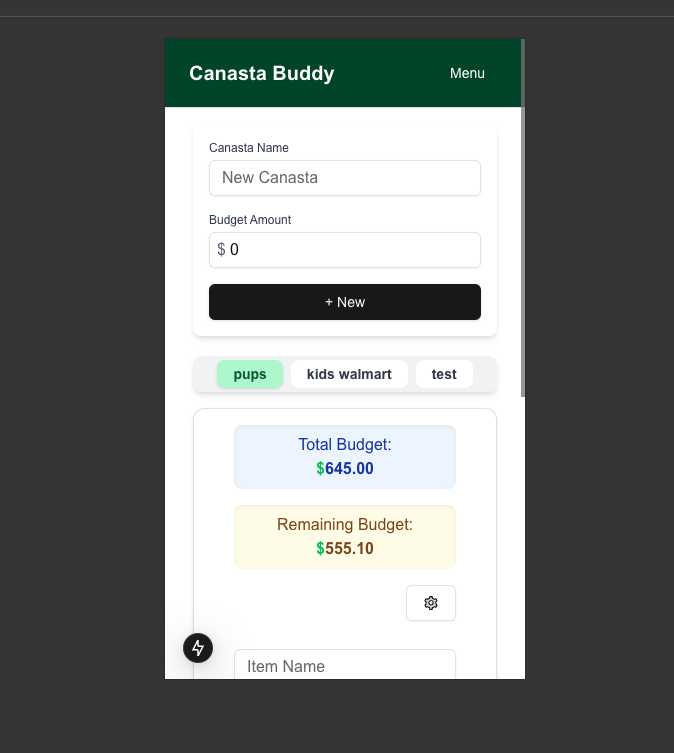 Canasta Buddy
Menu
Canasta Name
New Canasta
Budget Amount
$ 0
+ New
pups
kids walmart
test
Total Budget:
$645.00
Remaining Budget:
$555.10
Item Name